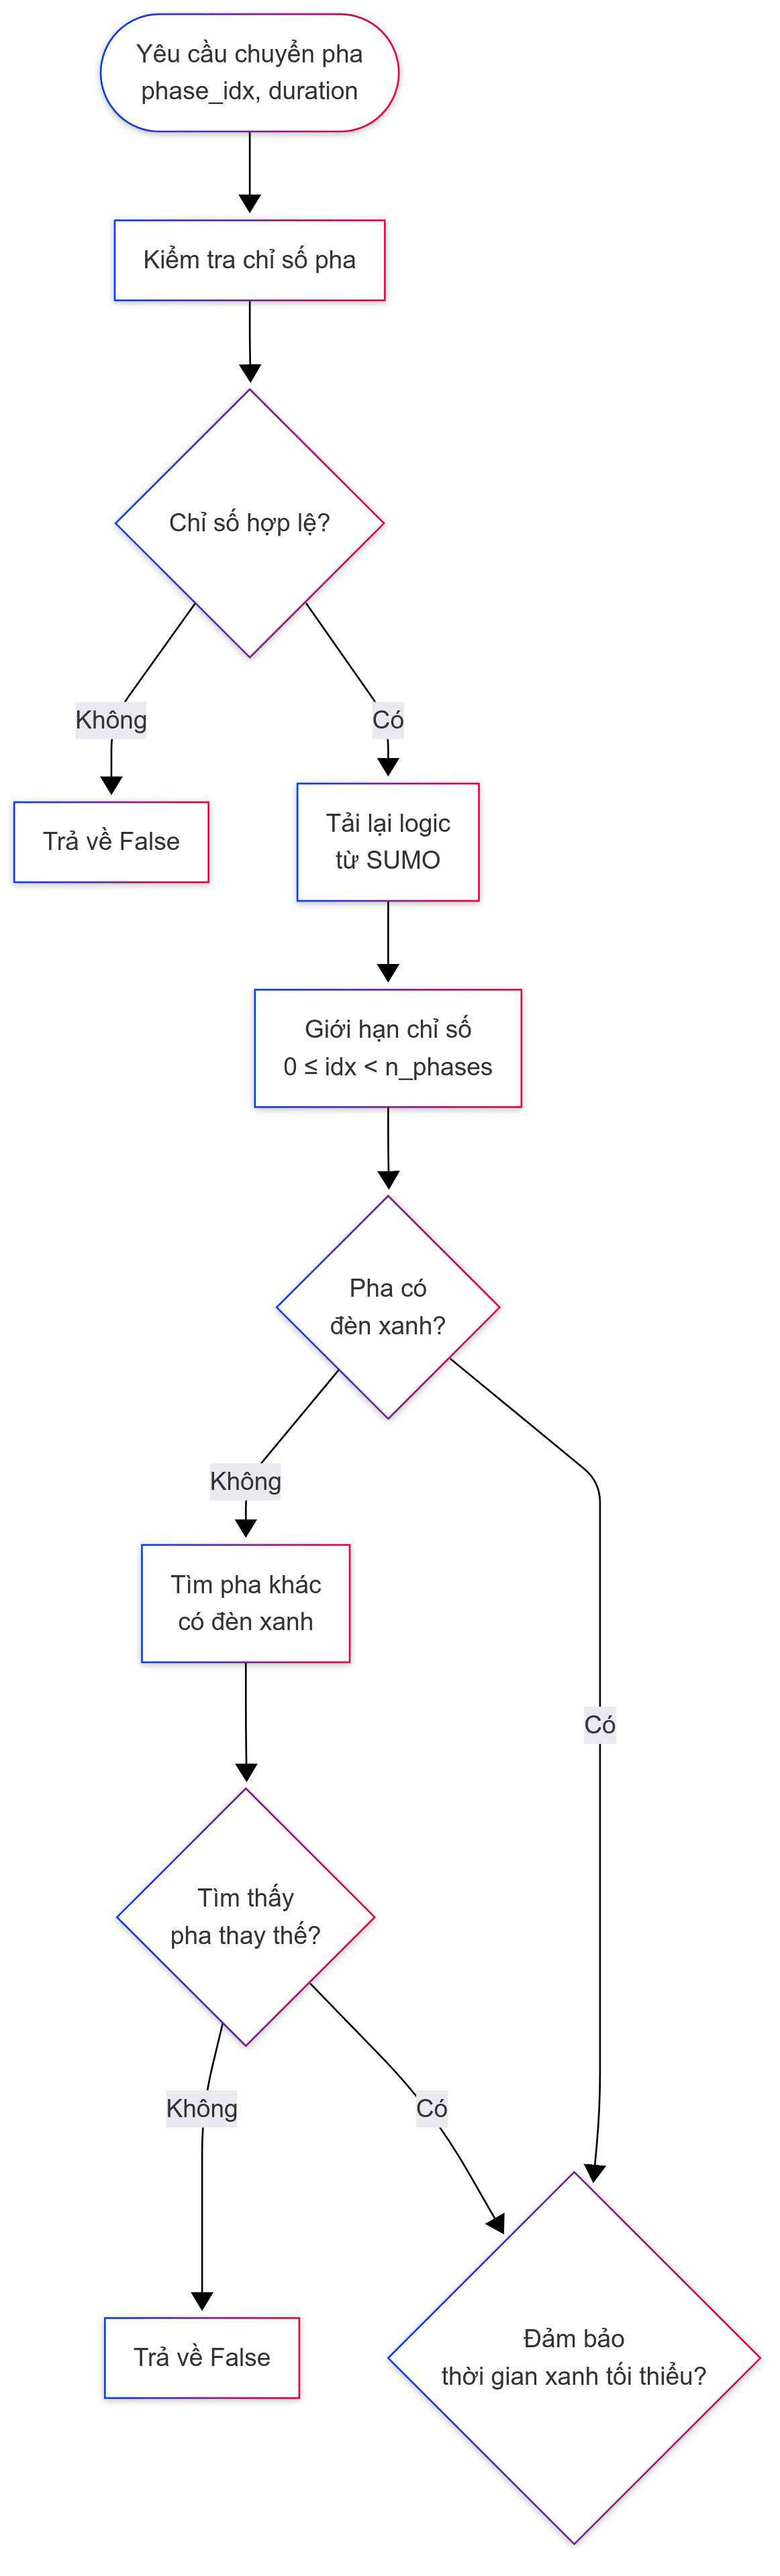 Yêu cầu chuyển pha
phase_idx, duration
Kiểm tra chỉ số pha
Chỉ số hợp lệ?
Không
Có
Trả về False
Tải lại logic
từ SUMO
Giới hạn chỉ số
0 ≤ idx < n_phases
Pha có
đèn xanh?
Không
Tìm pha khác
có đèn xanh
Có
Tìm thấy
pha thay thế?
Không
Có
Trả về False
Đảm bảo
thời gian xanh tối thiểu?